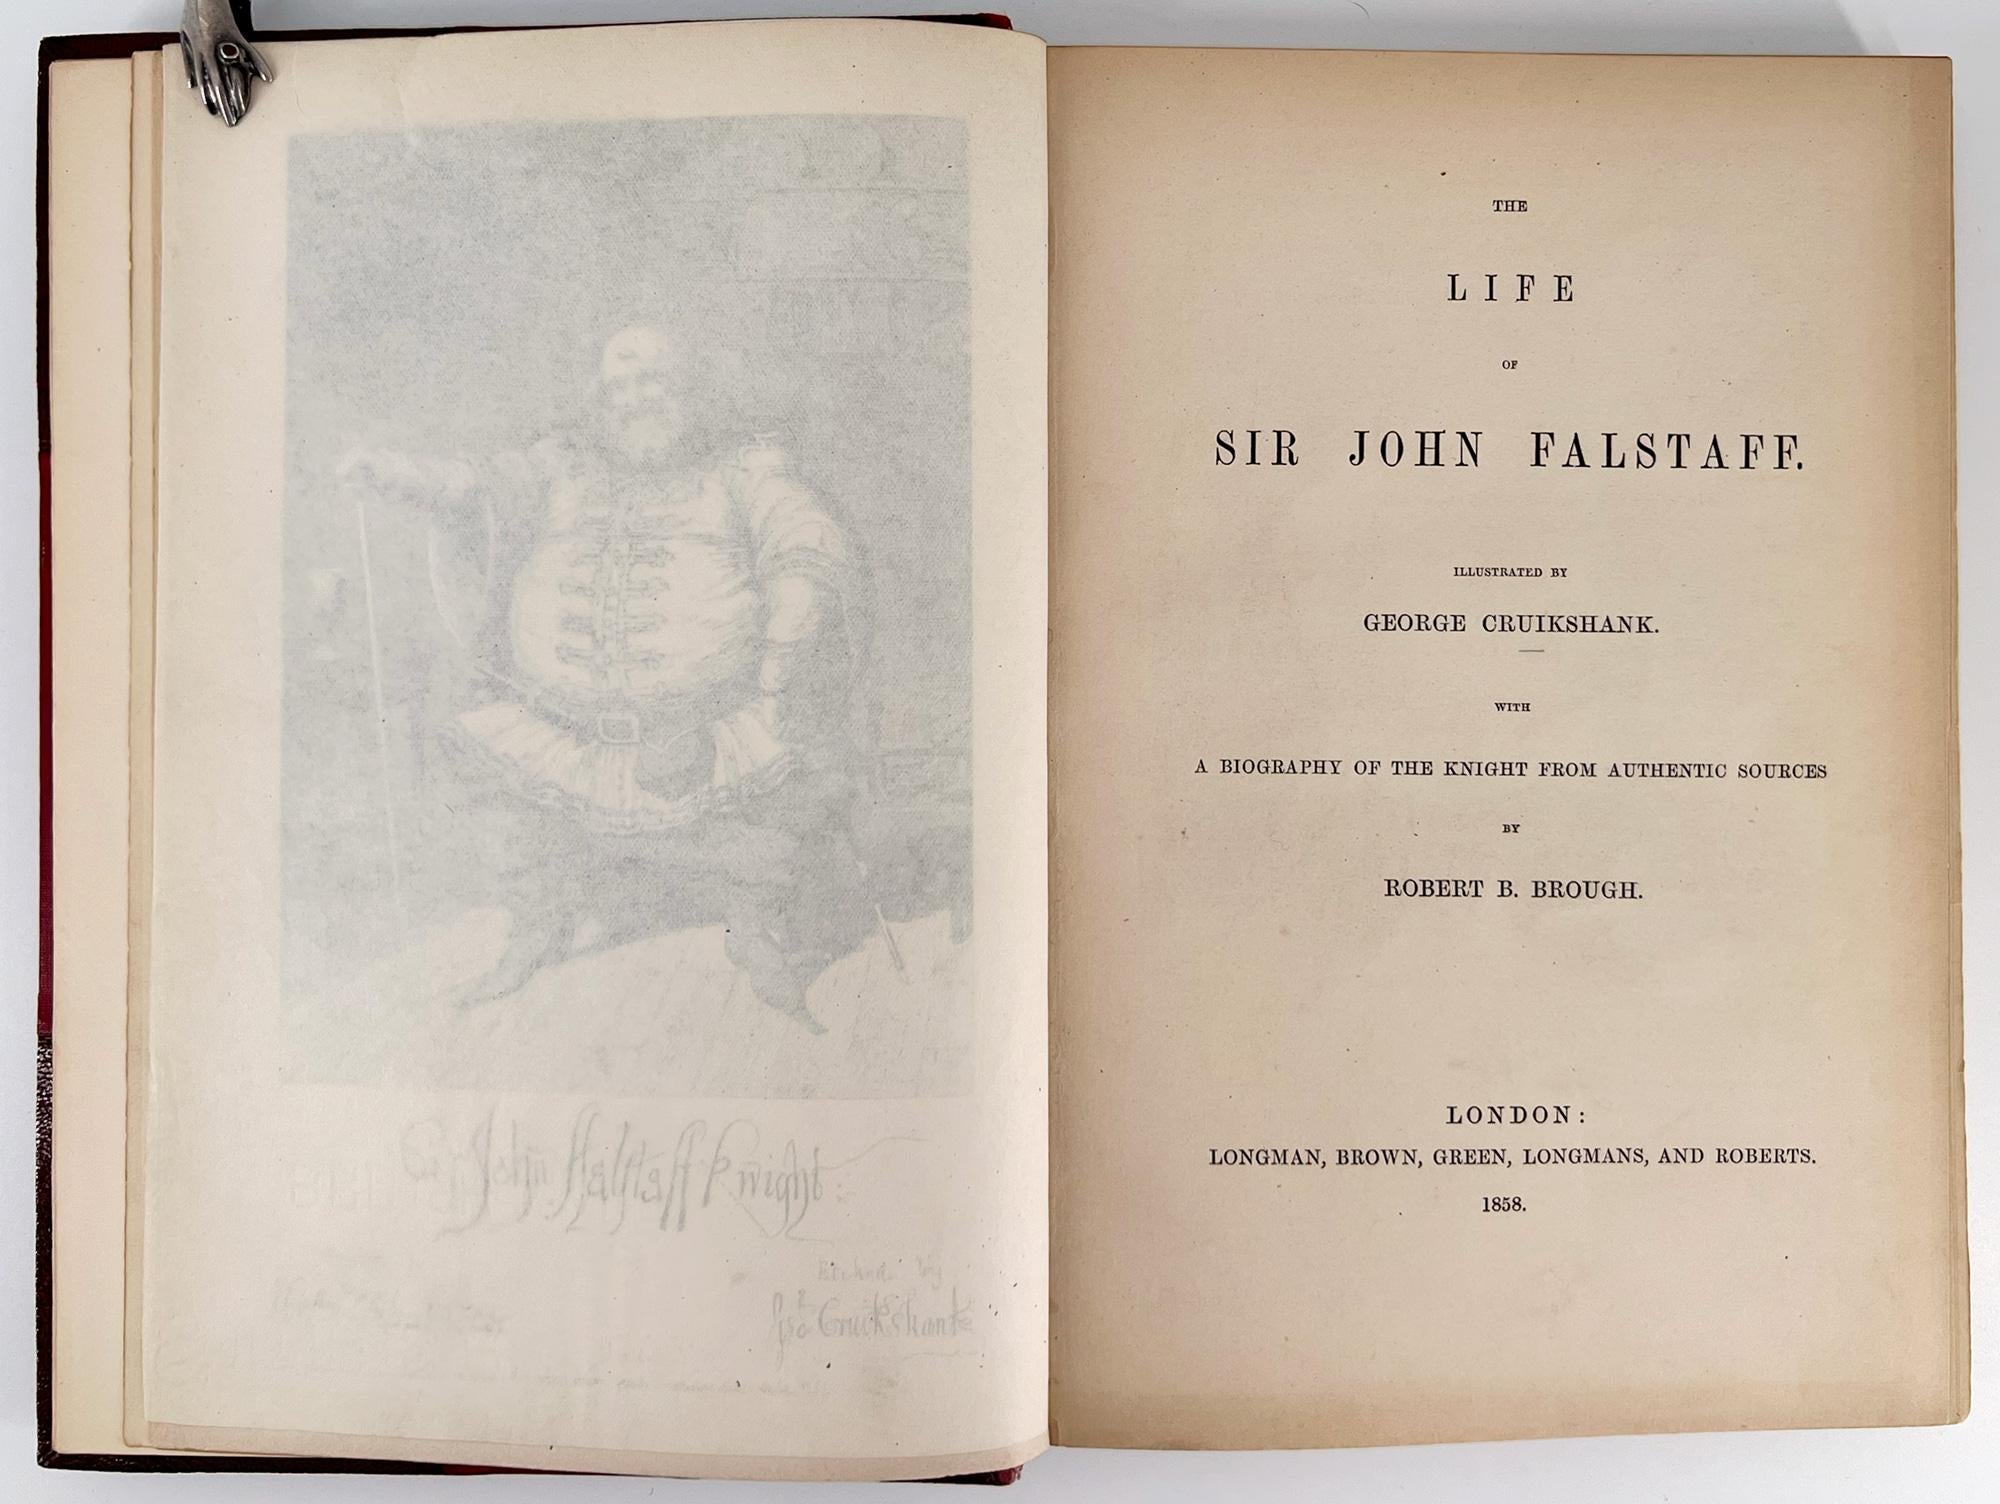 Sir John Falstaff Knight:
Etched by
Geo Cruikshank
THE
LIFE
OF
SIR JOHN FALSTAFF.
ILLUSTRATED BY
GEORGE CRUIKSHANK.
WITH
A BIOGRAPHY OF THE KNIGHT FROM AUTHENTIC SOURCES
BY
ROBERT B. BROUGH.
LONDON:
LONGMAN, BROWN, GREEN, LONGMANS, AND ROBERTS.
1858.